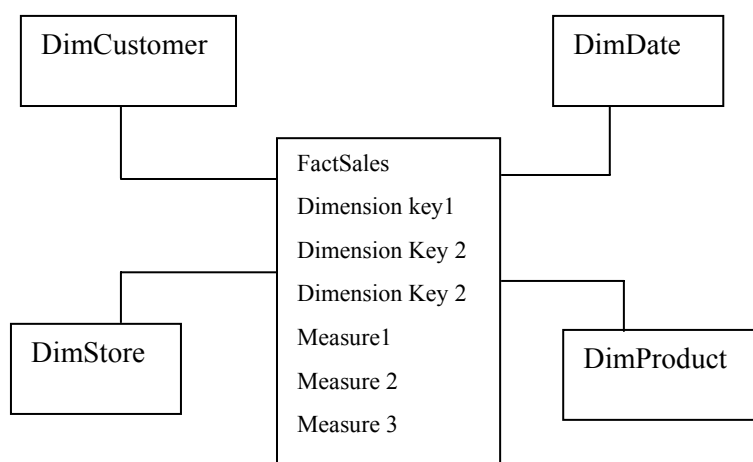 DimCustomer
DimDate
FactSales
Dimension key1
Dimension Key 2
Dimension Key 2
Measure1
Measure 2
Measure 3
DimStore
DimProduct